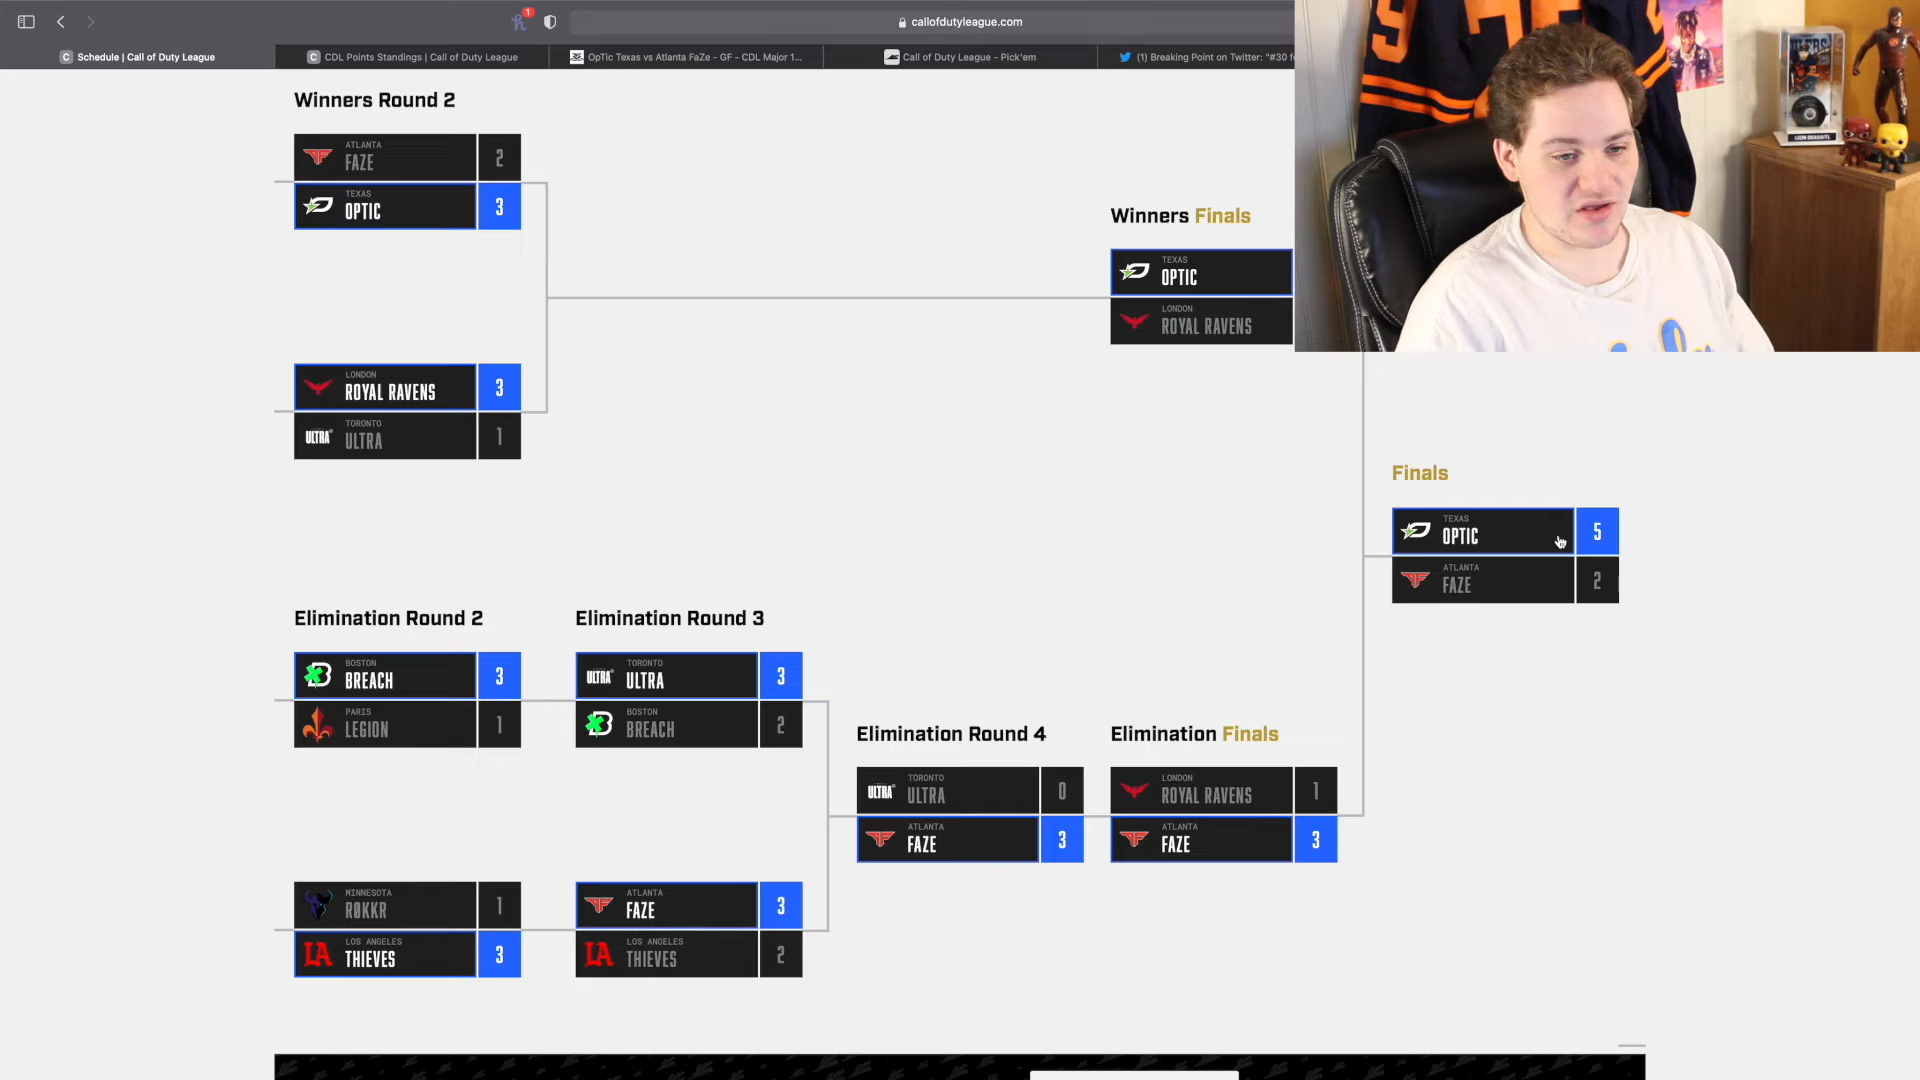 1
callofdutyleague.com
Schedule | Call of Duty League
CDL Points Standings | Call of Duty League
OpTic Texas vs Atlanta FaZe - GF - CDL Major 1...
Call of Duty League - Pick'em
(1) Breaking Point on Twitter: "#30 f
Winners Round 2
ATLANTA
FAZE 2
TEXAS
OPTIC 3
LONDON
ROYAL RAVENS 3
TORONTO
ULTRA 1
Winners Finals
TEXAS
OPTIC
LONDON
ROYAL RAVENS
Finals
TEXAS
OPTIC 5
ATLANTA
FAZE 2
Elimination Round 2
BOSTON
BREACH 3
PARIS
LEGION 1
MINNESOTA
RØKKR 1
LOS ANGELES
THIEVES 3
Elimination Round 3
TORONTO
ULTRA 3
BOSTON
BREACH 2
ATLANTA
FAZE 3
LOS ANGELES
THIEVES 2
Elimination Round 4
TORONTO
ULTRA 0
ATLANTA
FAZE 3
Elimination Finals
LONDON
ROYAL RAVENS 1
ATLANTA
FAZE 3
LEON DRAISAITL